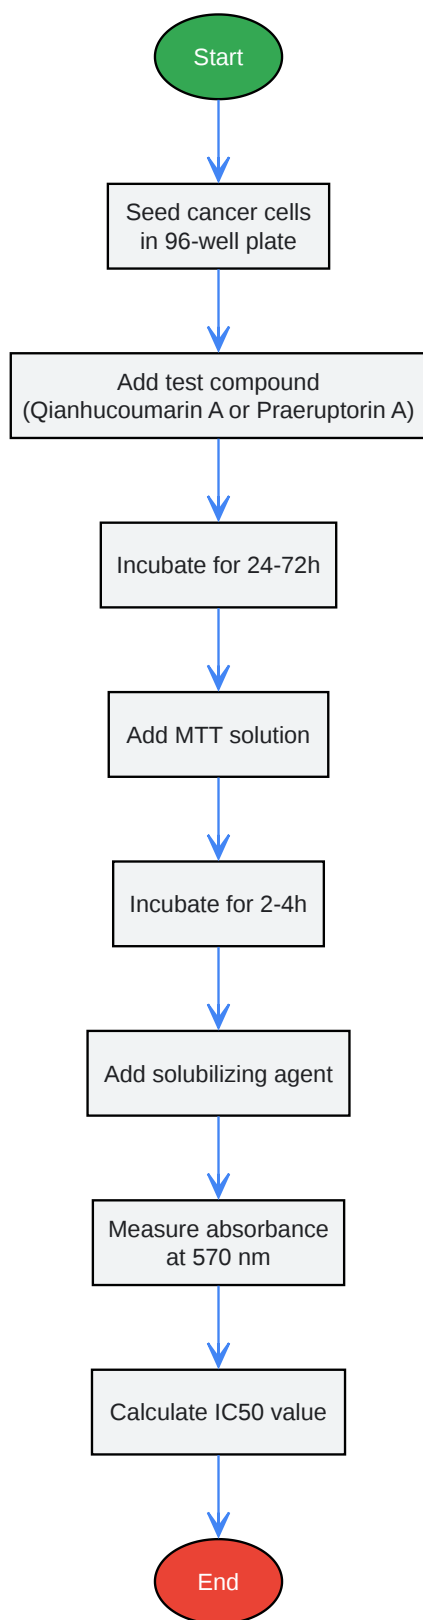 Start
Seed cancer cells
in 96-well plate
Add test compound
(Qianhucoumarin A or Praeruptorin A)
Incubate for 24-72h
Add MTT solution
Incubate for 2-4h
Add solubilizing agent
Measure absorbance
at 570 nm
Calculate IC50 value
End